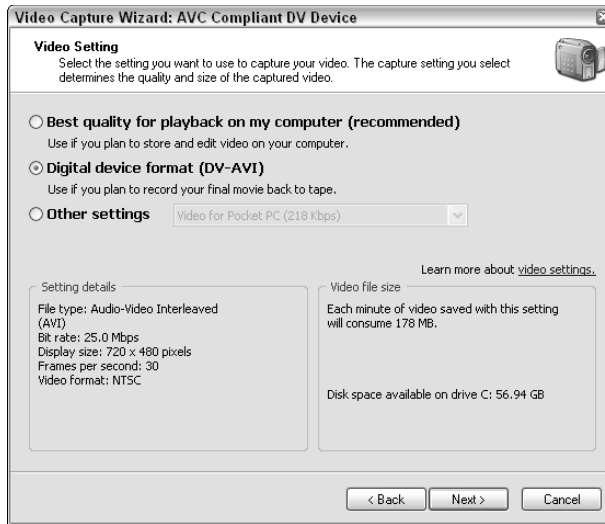 Video Capture Wizard: AVC Compliant DV Device
Video Setting
Select the setting you want to use to capture your video. The capture setting you select
determines the quality and size of the captured video.
Best quality for playback on my computer (recommended)
Use if you plan to store and edit video on your computer.
Digital device format (DV-AVI)
Use if you plan to record your final movie back to tape.
Other settings
Video for Pocket PC (218 Kbps)
Learn more about video settings.
Setting details
File type: Audio-Video Interleaved
(AVI)
Bit rate: 25.0 Mbps
Display size: 720 x 480 pixels
Frames per second: 30
Video format: NTSC
Video file size
Each minute of video saved with this setting
will consume 178 MB.
Disk space available on drive C: 56.94 GB
< Back
Next >
Cancel